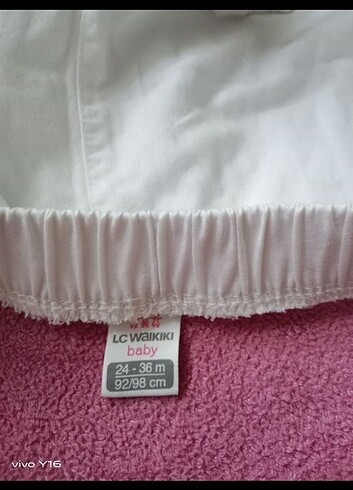 LC WAIKIKI
baby
24 - 36 m
92/98 cm
vivo Y16